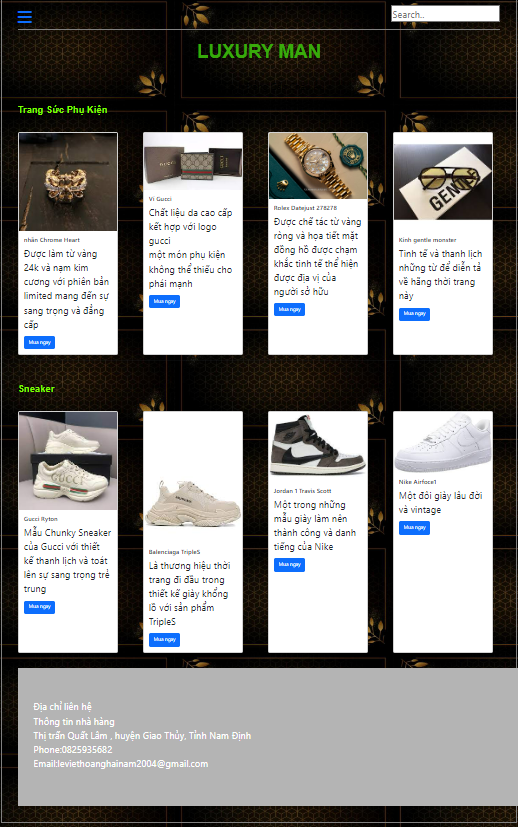 Search..
LUXURY MAN
Trang Sức Phụ Kiện
nhãn Chrome Heart
Được làm từ vàng
24k và nạm kim
cương với phiên bản
limited mang đến sự
sang trọng và đẳng
cấp
Mua ngay
GUCCI
Ví Gucci
Chất liệu da cao cấp
kết hợp với logo
gucci
một món phụ kiện
không thể thiếu cho
phái mạnh
Mua ngay
Rolex Datejust 278278
Được chế tác từ vàng
ròng và họa tiết mặt
đồng hồ được chạm
khắc tinh tế thể hiện
được địa vị của
người sở hữu
Mua ngay
GENTLE
Kính gentle monster
Tinh tế và thanh lịch
những từ để diễn tả
về hãng thời trang
này
Mua ngay
Sneaker
GUCCI
Gucci Ryton
Mẫu Chunky Sneaker
của Gucci với thiết
kế thanh lịch và toát
lên sự sang trọng trẻ
trung
Mua ngay
Balenciaga TripleS
Là thương hiệu thời
trang đi đầu trong
thiết kế giày khổng
lồ với sản phẩm
TripleS
Mua ngay
Jordan 1 Travis Scott
Một trong những
mẫu giày làm nên
thành công và danh
tiếng của Nike
Mua ngay
Nike Airfoce1
Một đôi giày lâu đời
và vintage
Mua ngay
Địa chỉ liên hệ
Thông tin nhà hàng
Thị trấn Quất Lâm , huyện Giao Thủy, Tỉnh Nam Định
Phone:0825935682
Email:leviethoanghainam2004@gmail.com